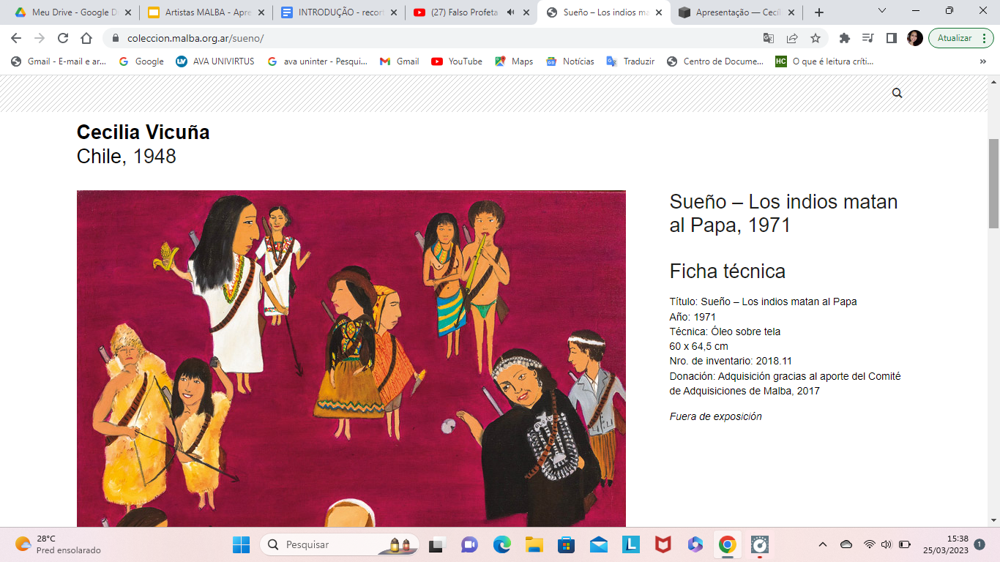 Meu Drive - Google D
Artistas MALBA - Apre
INTRODUÇÃO - recor
(27) Falso Profeta
Sueño – Los indios ma
Apresentação — Cecíl
coleccion.malba.org.ar/sueno/
Atualizar
Gmail - E-mail e ar...
Google
AVA UNIVIRTUS
ava uninter - Pesqui...
Gmail
YouTube
Maps
Notícias
Traduzir
Centro de Docume...
HC
O que é leitura críti...
»
Cecilia Vicuña
Chile, 1948
Sueño – Los indios matan
al Papa, 1971
Ficha técnica
Título: Sueño – Los indios matan al Papa
Año: 1971
Técnica: Óleo sobre tela
60 x 64,5 cm
Nro. de inventario: 2018.11
Donación: Adquisición gracias al aporte del Comité
de Adquisiciones de Malba, 2017
Fuera de exposición
28°C
Pred ensolarado
Pesquisar
L
15:38
25/03/2023
1